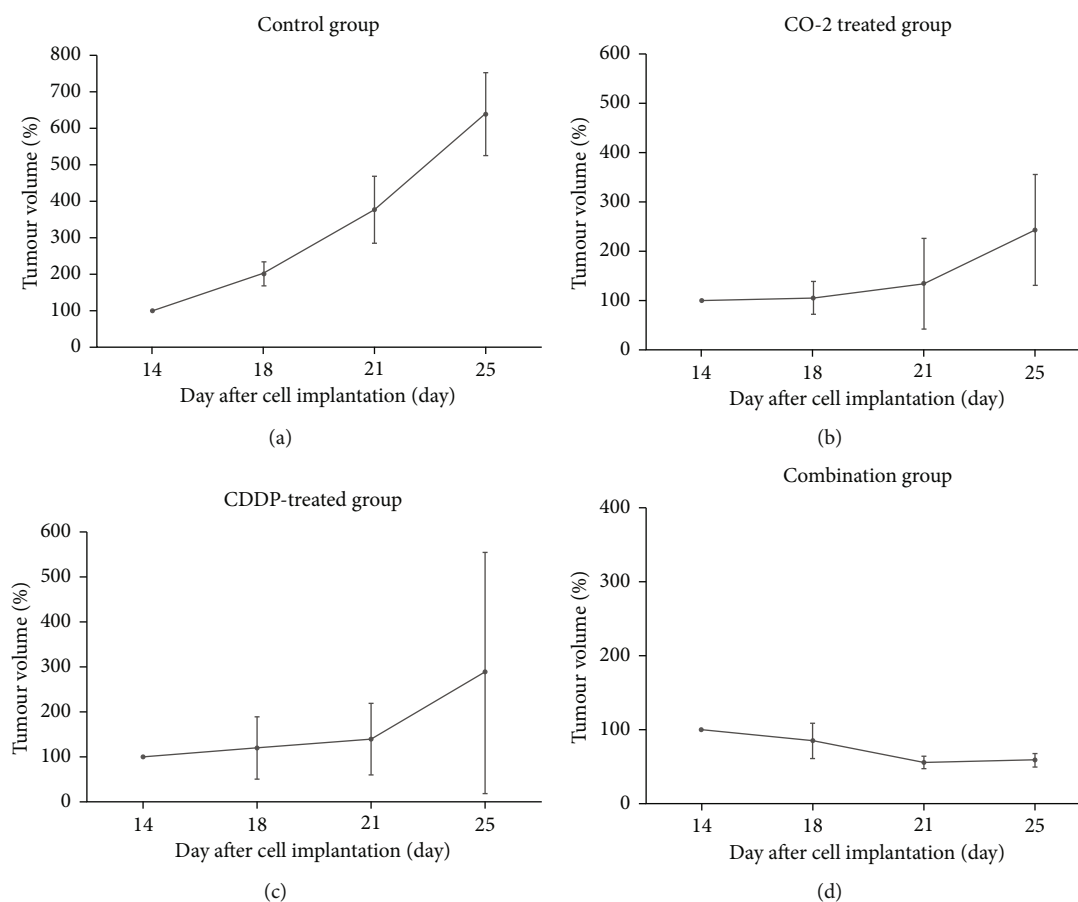 Control group
Tumour volume (%)
800
700
600
500
400
300
200
100
0
14 18 21 25
Day after cell implantation (day)
(a)
CO-2 treated group
Tumour volume (%)
600
500
400
300
200
100
0
14 18 21 25
Day after cell implantation (day)
(b)
CDDP-treated group
Tumour volume (%)
600
500
400
300
200
100
0
14 18 21 25
Day after cell implantation (day)
(c)
Combination group
Tumour volume (%)
400
300
200
100
0
14 18 21 25
Day after cell implantation (day)
(d)